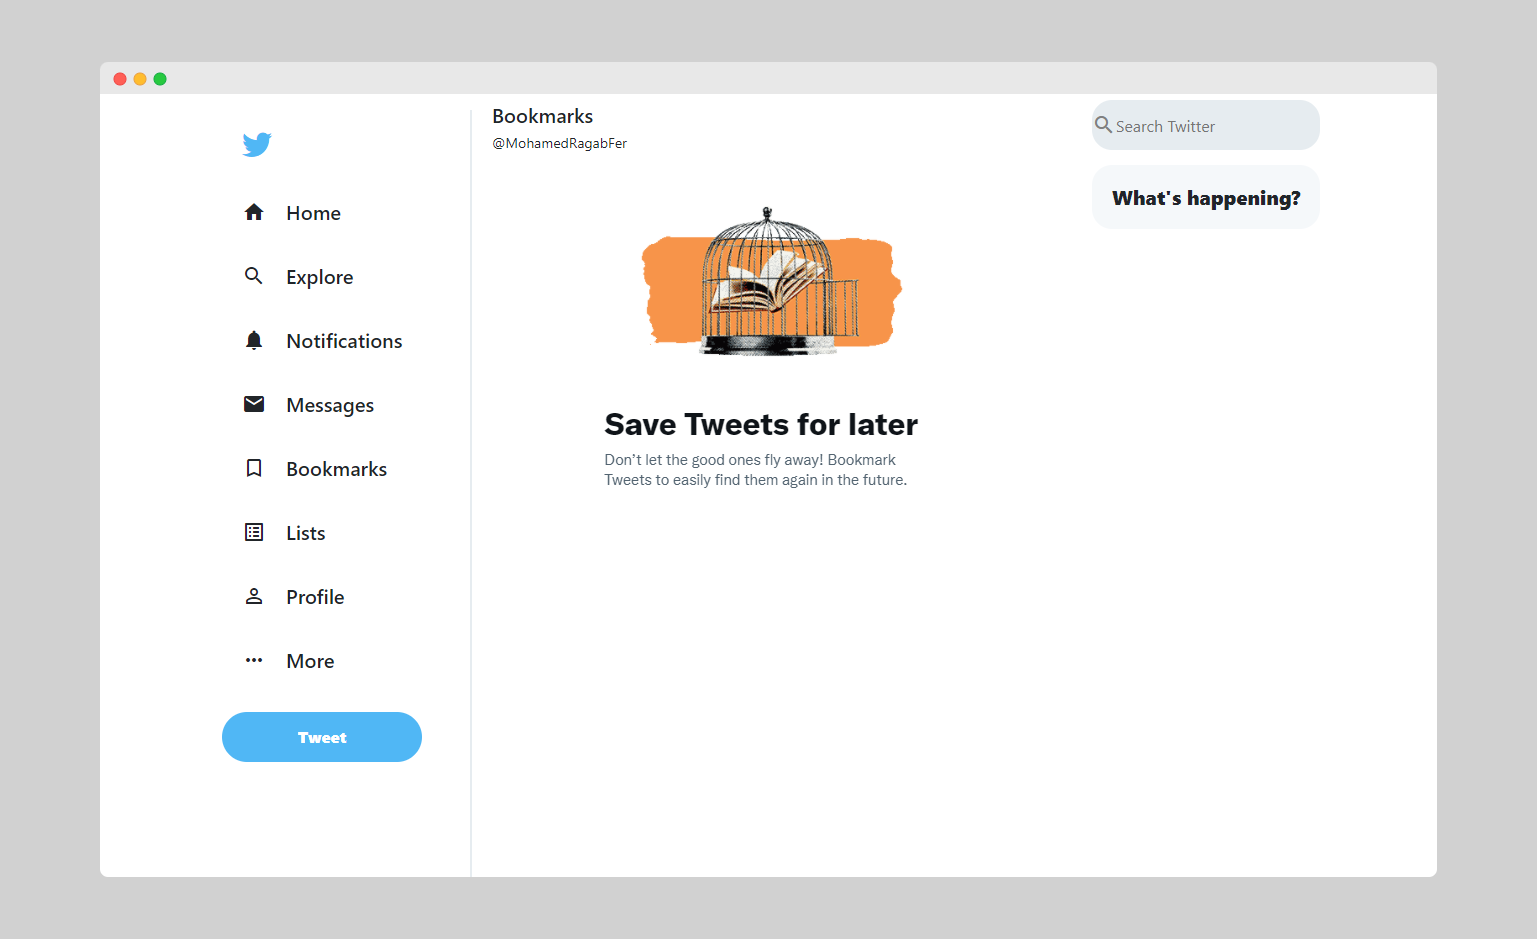 Home
Explore
Notifications
Messages
Bookmarks
Lists
Profile
More
Tweet
Bookmarks
@MohamedRagabFer
Save Tweets for later
Don’t let the good ones fly away! Bookmark
Tweets to easily find them again in the future.
Search Twitter
What's happening?